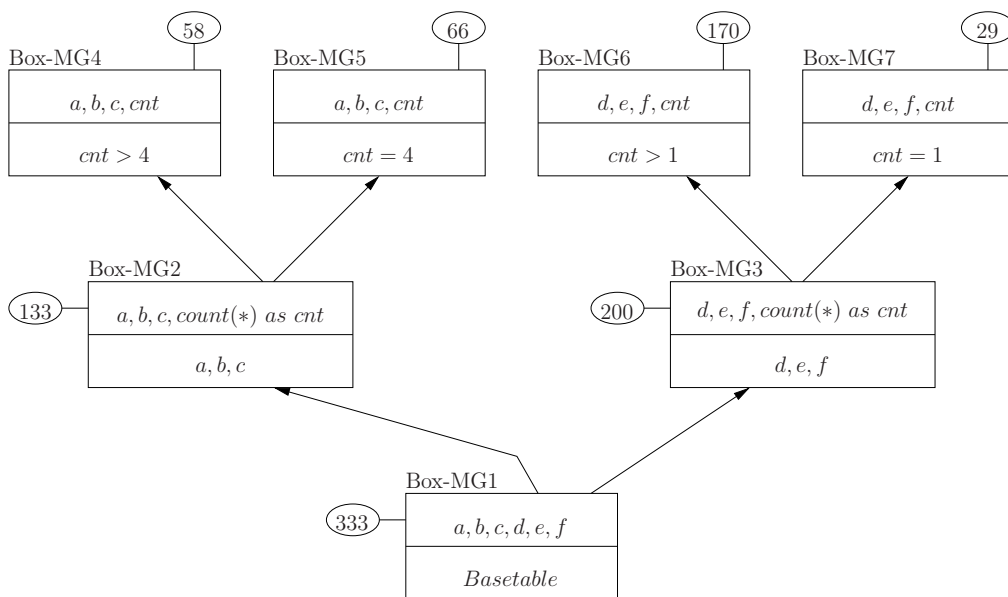 58
66
170
29
Box-MG4
Box-MG5
Box-MG6
Box-MG7
a, b, c, cnt
a, b, c, cnt
d, e, f, cnt
d, e, f, cnt
cnt > 4
cnt = 4
cnt > 1
cnt = 1
Box-MG2
Box-MG3
133
a, b, c, count(∗) as cnt
200
d, e, f, count(∗) as cnt
a, b, c
d, e, f
Box-MG1
333
a, b, c, d, e, f
Basetable